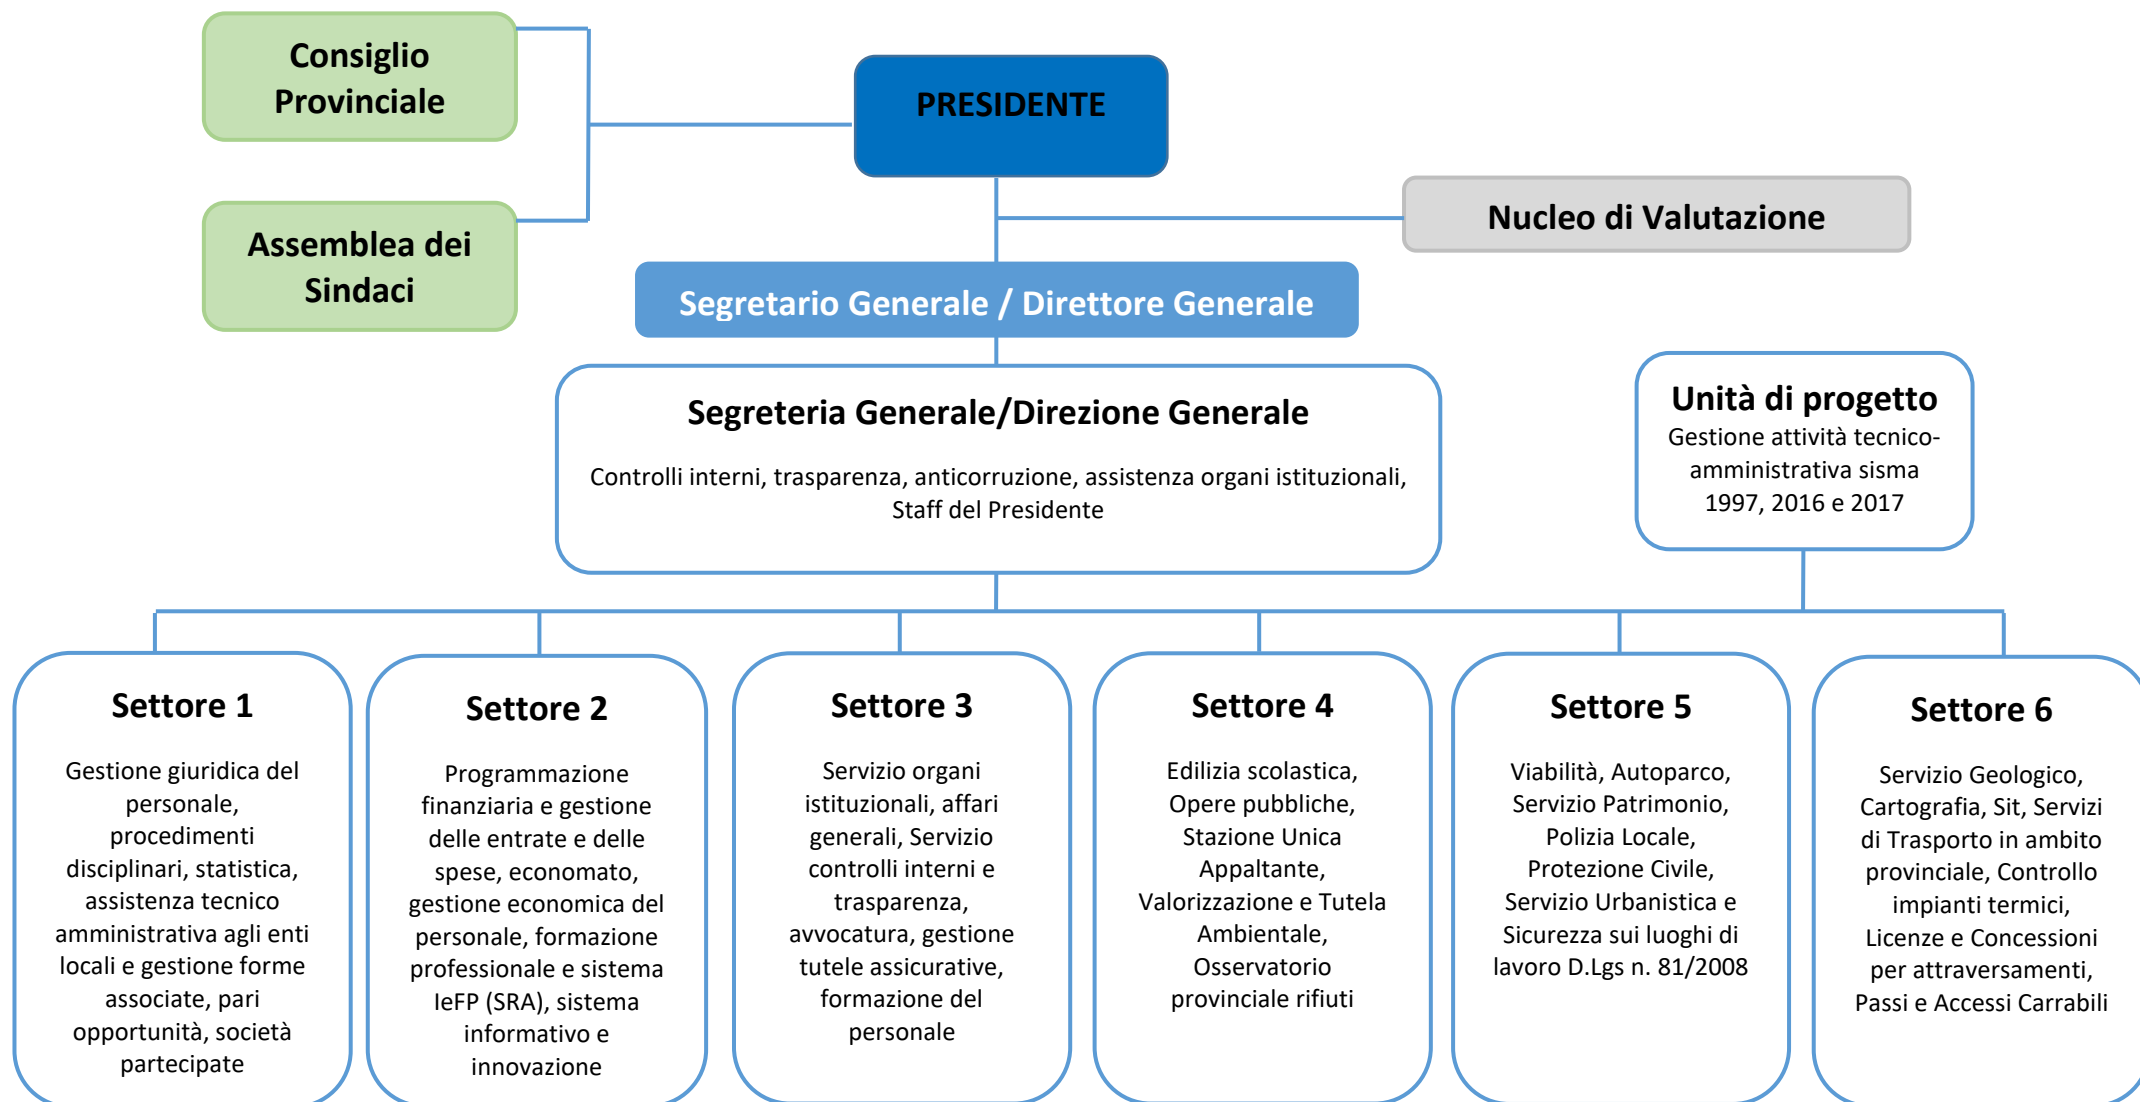 Consiglio
Provinciale
PRESIDENTE
Nucleo di Valutazione
Assemblea dei
Sindaci
Segretario Generale / Direttore Generale
Segreteria Generale/Direzione Generale
Controlli interni, trasparenza, anticorruzione, assistenza organi istituzionali,
Staff del Presidente
Unità di progetto
Gestione attività tecnico-
amministrativa sisma
1997, 2016 e 2017
Settore 1
Gestione giuridica del
personale,
procedimenti
disciplinari, statistica,
assistenza tecnico
amministrativa agli enti
locali e gestione forme
associate, pari
opportunità, società
partecipate
Settore 2
Programmazione
finanziaria e gestione
delle entrate e delle
spese, economato,
gestione economica del
personale, formazione
professionale e sistema
IeFP (SRA), sistema
informativo e
innovazione
Settore 3
Servizio organi
istituzionali, affari
generali, Servizio
controlli interni e
trasparenza,
avvocatura, gestione
tutele assicurative,
formazione del
personale
Settore 4
Edilizia scolastica,
Opere pubbliche,
Stazione Unica
Appaltante,
Valorizzazione e Tutela
Ambientale,
Osservatorio
provinciale rifiuti
Settore 5
Viabilità, Autoparco,
Servizio Patrimonio,
Polizia Locale,
Protezione Civile,
Servizio Urbanistica e
Sicurezza sui luoghi di
lavoro D.Lgs n. 81/2008
Settore 6
Servizio Geologico,
Cartografia, Sit, Servizi
di Trasporto in ambito
provinciale, Controllo
impianti termici,
Licenze e Concessioni
per attraversamenti,
Passi e Accessi Carrabili